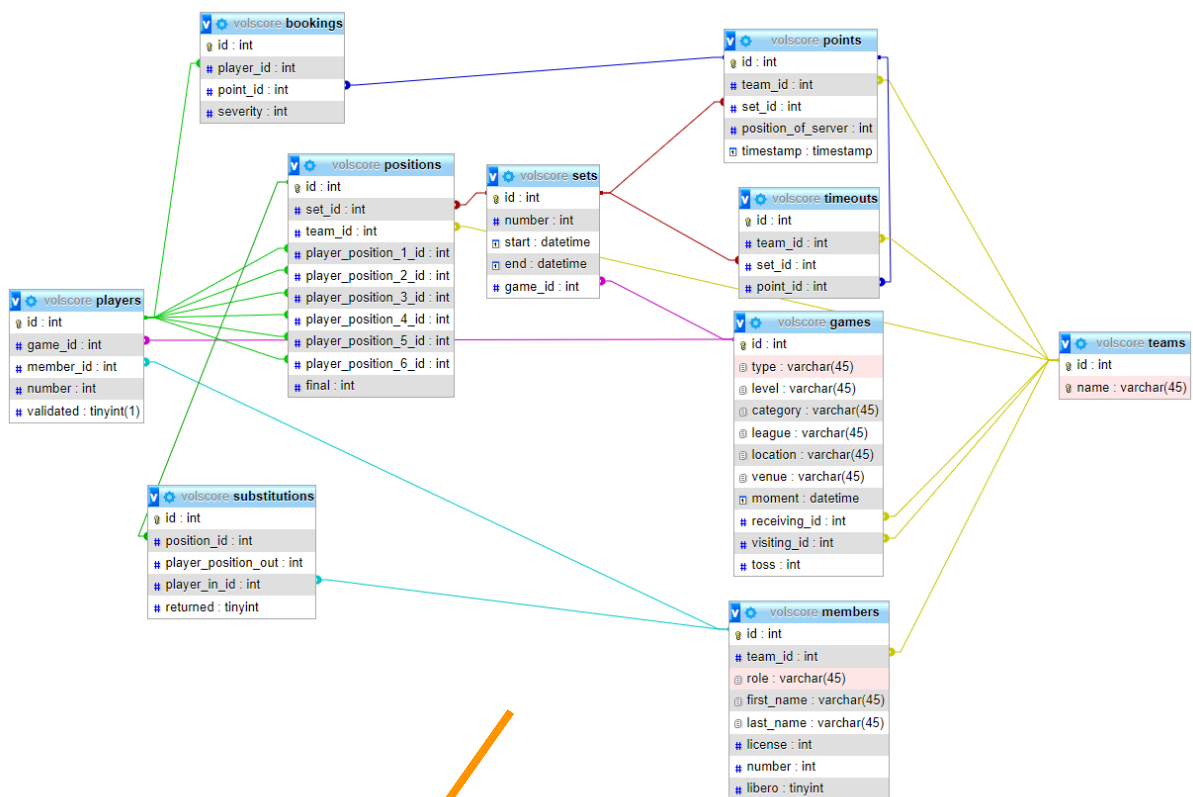 volscore bookings
id : int
player_id : int
point_id : int
severity : int
volscore points
id : int
team_id : int
set_id : int
position_of_server : int
timestamp : timestamp
volscore positions
id : int
set_id : int
team_id : int
player_position_1_id : int
player_position_2_id : int
player_position_3_id : int
player_position_4_id : int
player_position_5_id : int
player_position_6_id : int
final : int
volscore sets
id : int
number : int
start : datetime
end : datetime
game_id : int
volscore timeouts
id : int
team_id : int
set_id : int
point_id : int
volscore players
id : int
game_id : int
member_id : int
number : int
validated : tinyint(1)
volscore games
id : int
type : varchar(45)
level : varchar(45)
category : varchar(45)
league : varchar(45)
location : varchar(45)
venue : varchar(45)
moment : datetime
receiving_id : int
visiting_id : int
toss : int
volscore teams
id : int
name : varchar(45)
volscore substitutions
id : int
position_id : int
player_position_out : int
player_in_id : int
returned : tinyint
volscore members
id : int
team_id : int
role : varchar(45)
first_name : varchar(45)
last_name : varchar(45)
license : int
number : int
libero : tinyint